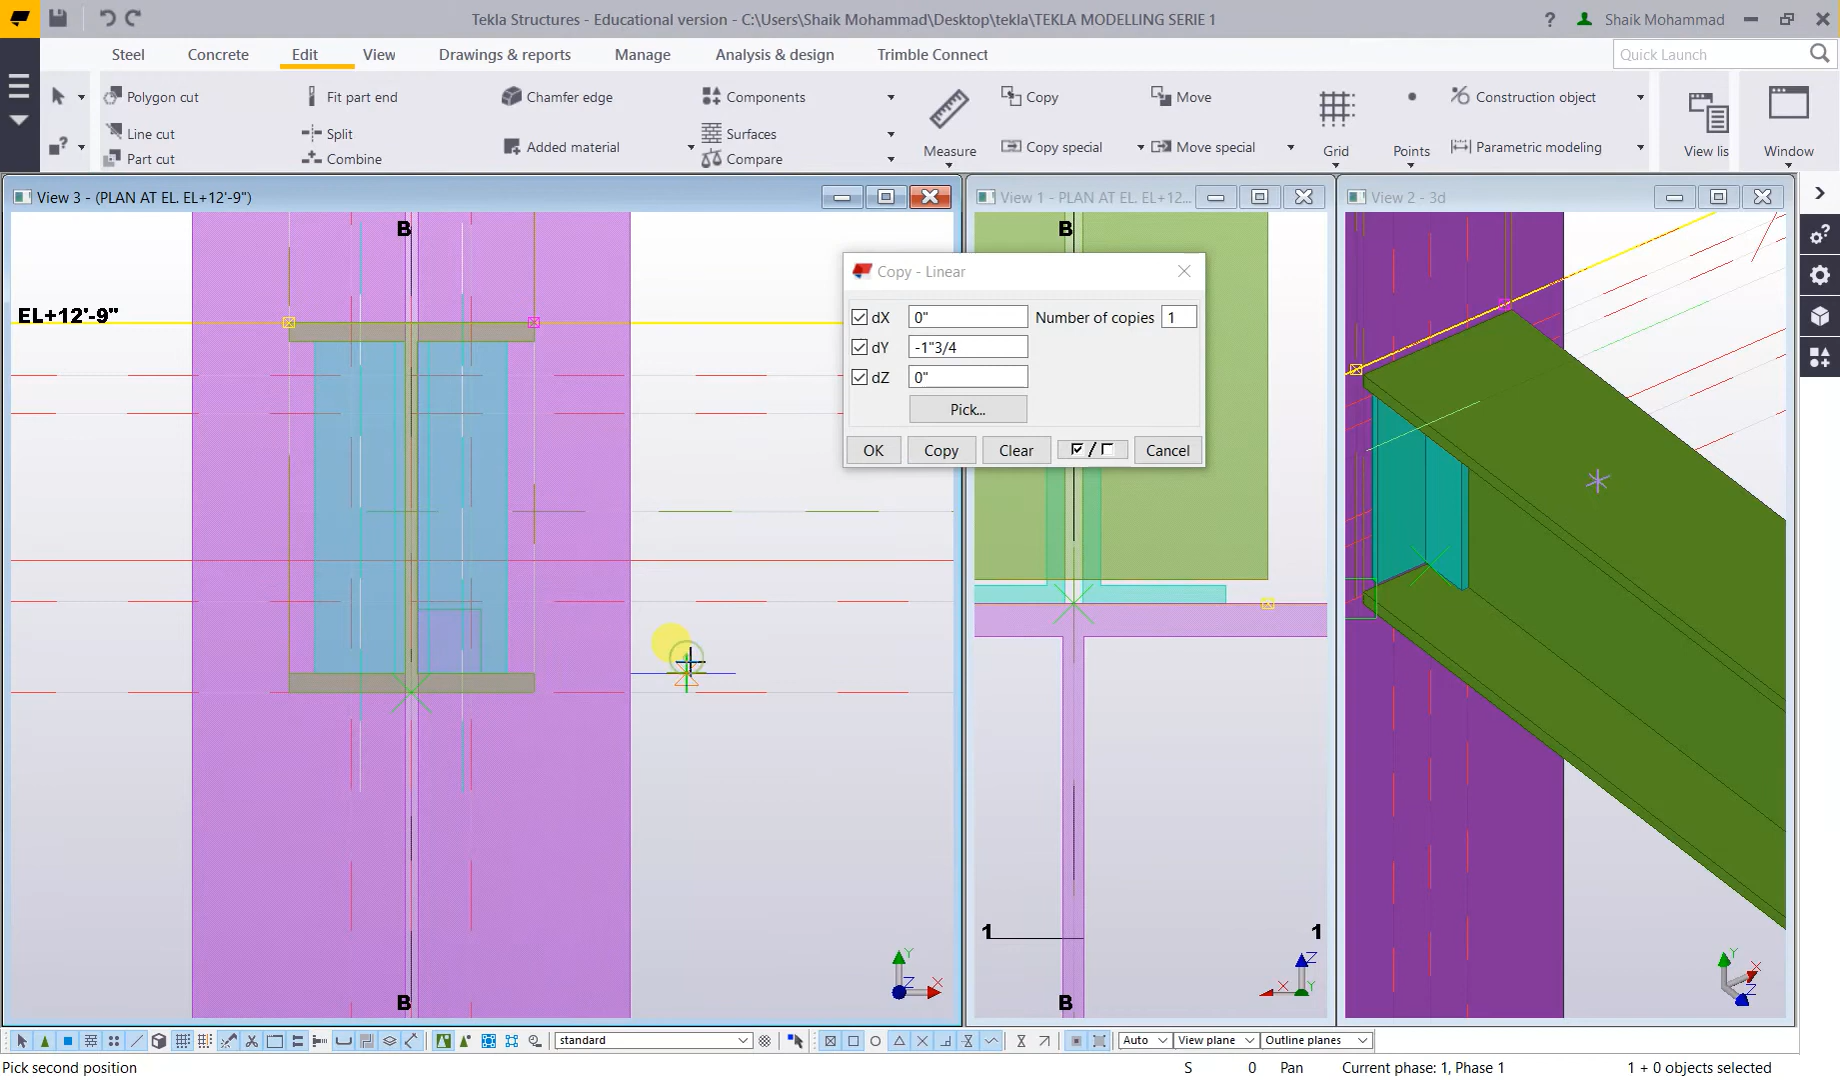 Tekla Structures - Educational version - C:\Users\Shaik Mohammad\Desktop\tekla\TEKLA MODELLING SERIE 1
? Shaik Mohammad
Steel Concrete Edit View Drawings & reports Manage Analysis & design Trimble Connect
Quick Launch
Polygon cut
Line cut
Part cut
Fit part end
Split
Combine
Chamfer edge
Added material
Components
Surfaces
Compare
Measure
Copy
Copy special
Move
Move special
Grid
Points
Construction object
Parametric modeling
View lis
Window
View 3 - (PLAN AT EL. EL+12'-9")
View 1 - PLAN AT EL. EL+12...
View 2 - 3d
B
EL+12'-9"
B
Y
Z
X
B
1
1
B
Z
X
Y
Y
X
Z
Copy - Linear
dX 0" Number of copies 1
dY -1"3/4
dZ 0"
Pick...
OK Copy Clear / Cancel
standard
Auto View plane Outline planes
Pick second position
S 0 Pan Current phase: 1, Phase 1 1 + 0 objects selected